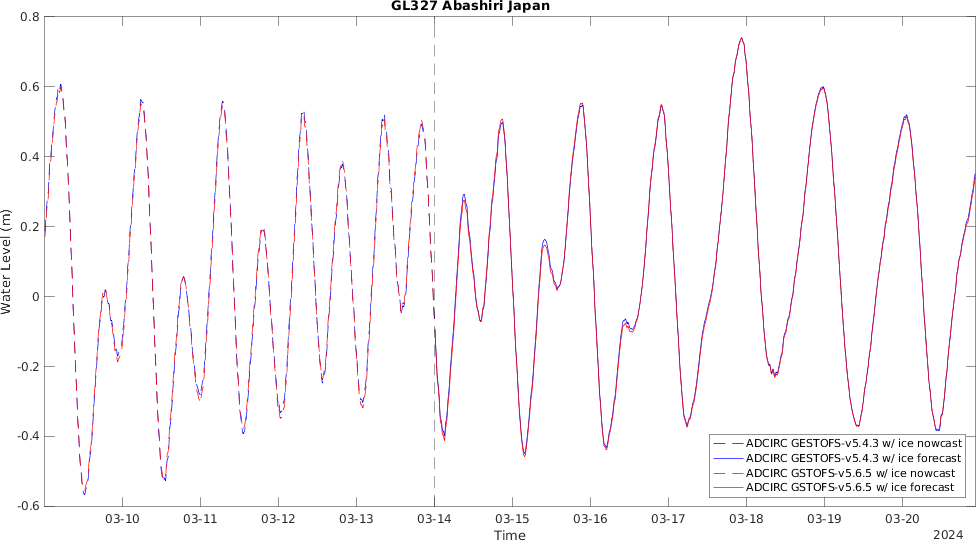 GL327 Abashiri Japan
0.8
0.6
0.4
0.2
0
-0.2
-0.4
-0.6
Water Level (m)
ADCIRC GESTOFS-v5.4.3 w/ ice nowcast
ADCIRC GESTOFS-v5.4.3 w/ ice forecast
ADCIRC GSTOFS-v5.6.5 w/ ice nowcast
ADCIRC GSTOFS-v5.6.5 w/ ice forecast
03-10 03-11 03-12 03-13 03-14 03-15 03-16 03-17 03-18 03-19 03-20
Time
2024